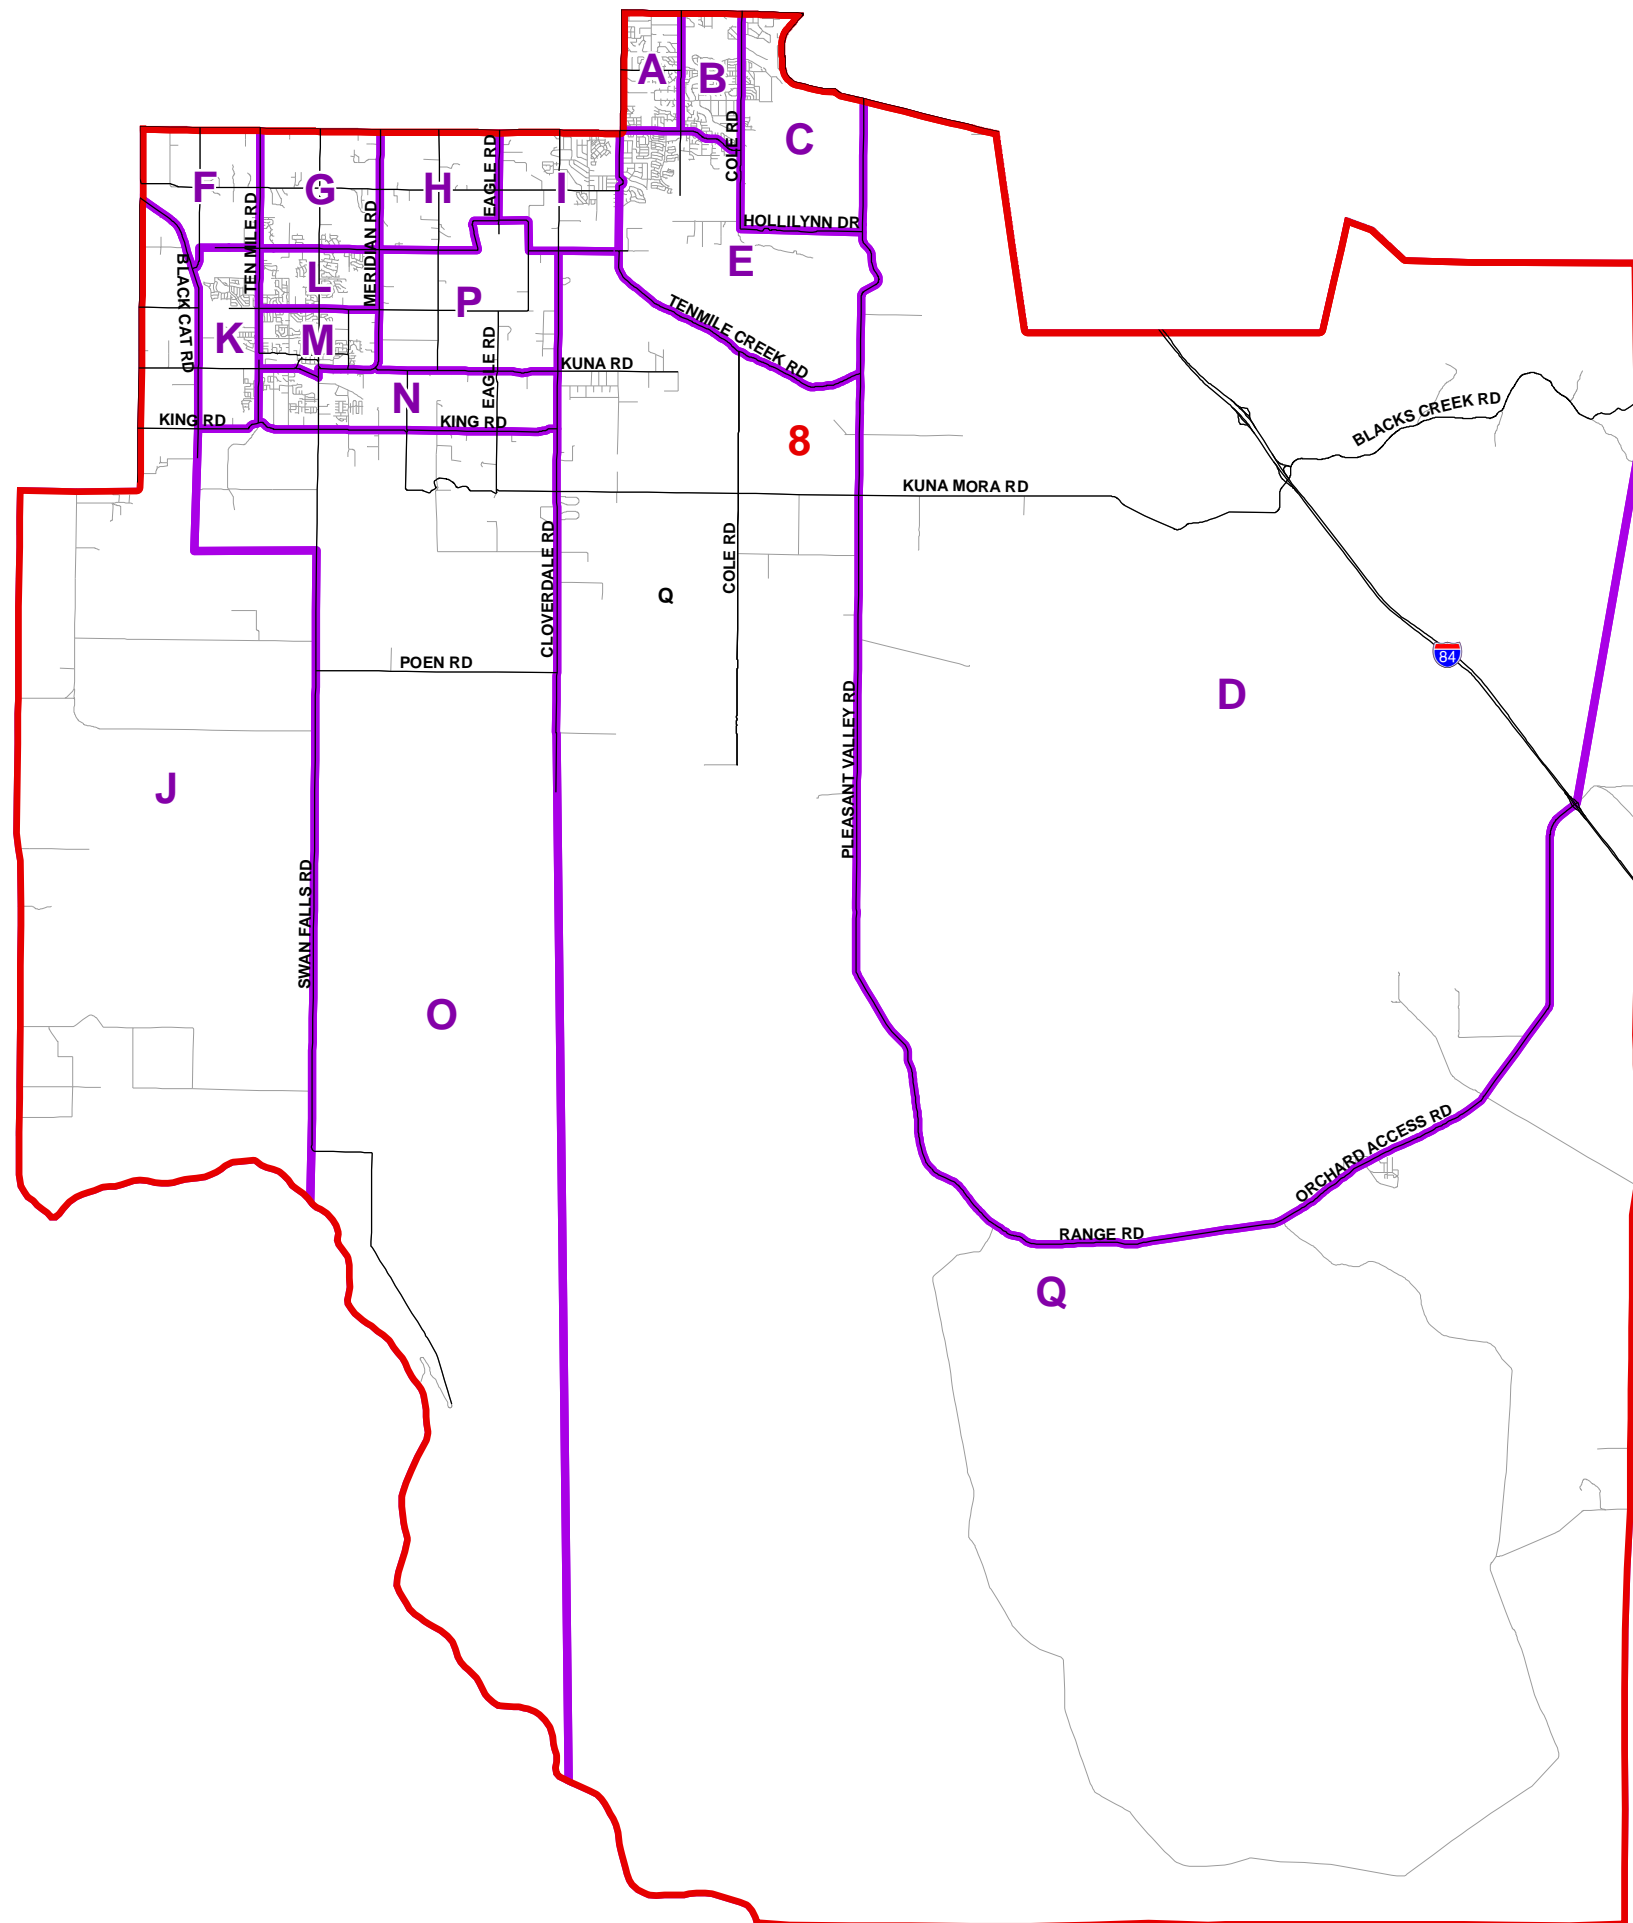 A
B
C
COLE RD
F
G
H
I
EAGLE RD
TEN MILE RD
MERIDIAN RD
HOLLILYNN DR
E
BLACK CAT RD
L
P
K
M
TENMILE CREEK RD
EAGLE RD
KUNA RD
N
KING RD
KING RD
8
BLACKS CREEK RD
KUNA MORA RD
CLOVERDALE RD
COLE RD
Q
84
POEN RD
D
PLEASANT VALLEY RD
J
SWAN FALLS RD
O
ORCHARD ACCESS RD
RANGE RD
Q